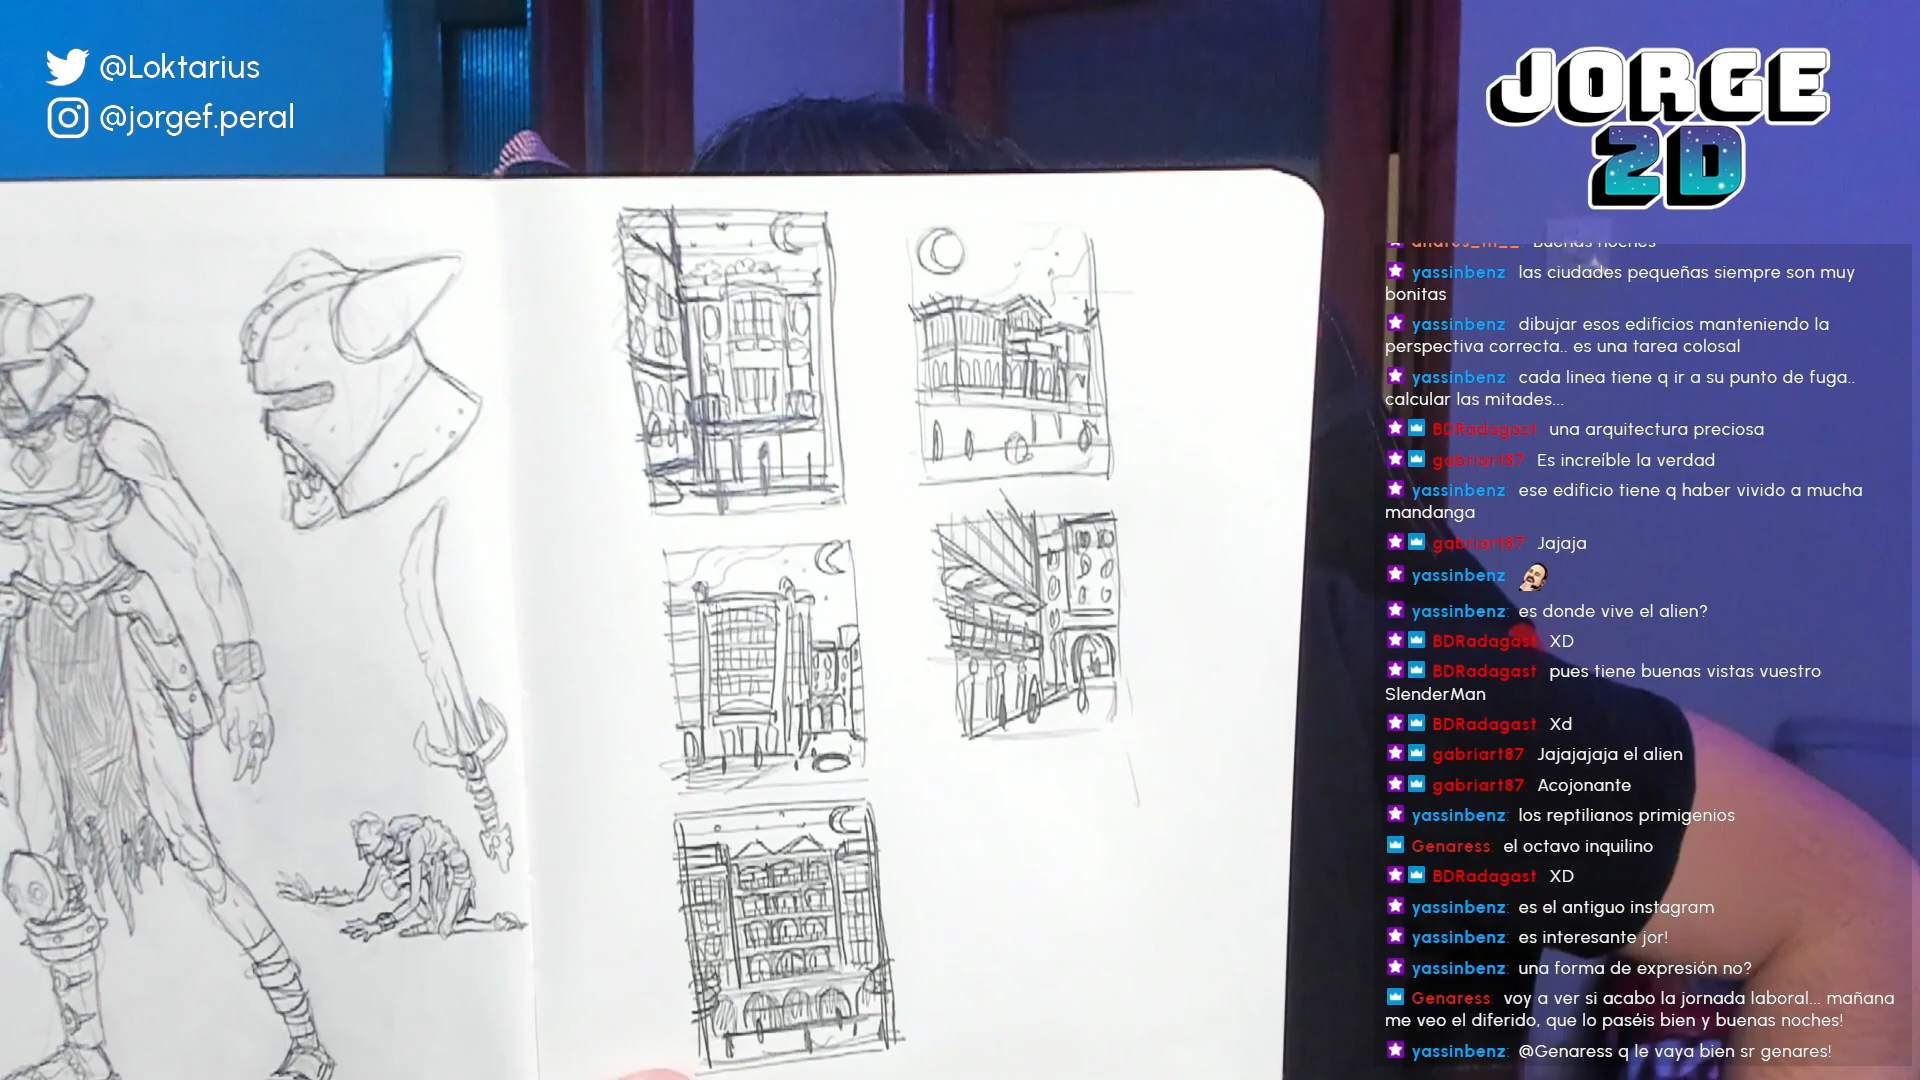 @Loktarius
@jorgef.peral
JORGE
2D
andres_m__ Buenas noches
yassinbenz: las ciudades pequeñas siempre son muy
bonitas
yassinbenz: dibujar esos edificios manteniendo la
perspectiva correcta.. es una tarea colosal
yassinbenz: cada linea tiene q ir a su punto de fuga..
calcular las mitades...
BDRadagast: una arquitectura preciosa
gabriart87: Es increíble la verdad
yassinbenz: ese edificio tiene q haber vivido a mucha
mandanga
gabriart87: Jajaja
yassinbenz:
yassinbenz: es donde vive el alien?
BDRadagast: XD
BDRadagast: pues tiene buenas vistas vuestro
SlenderMan
BDRadagast: Xd
gabriart87: Jajajajaja el alien
gabriart87: Acojonante
yassinbenz: los reptilianos primigenios
Genaress: el octavo inquilino
BDRadagast: XD
yassinbenz: es el antiguo instagram
yassinbenz: es interesante jor!
yassinbenz: una forma de expresión no?
Genaress: voy a ver si acabo la jornada laboral... mañana
me veo el diferido, que lo paséis bien y buenas noches!
yassinbenz: @Genaress q le vaya bien sr genares!